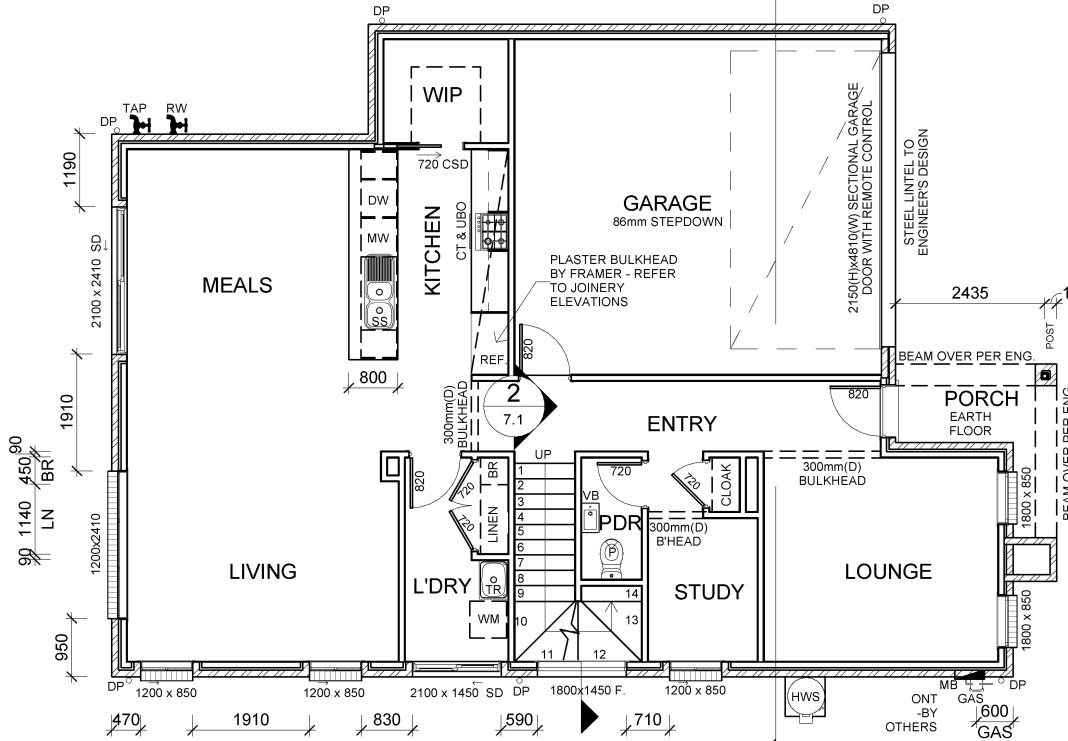 DP
DP
TAP
RW
DP
WIP
720 CSD
1190
DW
MW
SS
KITCHEN
CT & UBO
GARAGE
86mm STEPDOWN
2150(H)x4810(W) SECTIONAL GARAGE
DOOR WITH REMOTE CONTROL
STEEL LINTEL TO
ENGINEER'S DESIGN
2100 x 2410 SD
MEALS
PLASTER BULKHEAD
BY FRAMER - REFER
TO JOINERY
ELEVATIONS
2435
1
POST
REF.
820
BEAM OVER PER ENG.
800
1910
300mm(D)
BULKHEAD
2
7.1
ENTRY
820
PORCH
EARTH
FLOOR
BEAM OVER PER ENG.
90
450
BR
1140
LN
90
1200x2410
820
720
720
BR
LINEN
UP
1
2
3
4
5
6
7
8
9
10
11
12
13
14
720
VB
PDR
P
720
CLOAK
300mm(D)
B'HEAD
300mm(D)
BULKHEAD
1800 x 850
LIVING
L'DRY
TR
WM
STUDY
LOUNGE
1800 x 850
950
DP
1200 x 850
1200 x 850
2100 x 1450 SD
DP
1800x1450 F.
1200 x 850
HWS
MB
GAS
DP
ONT
-BY
OTHERS
470
1910
830
590
710
600
GAS